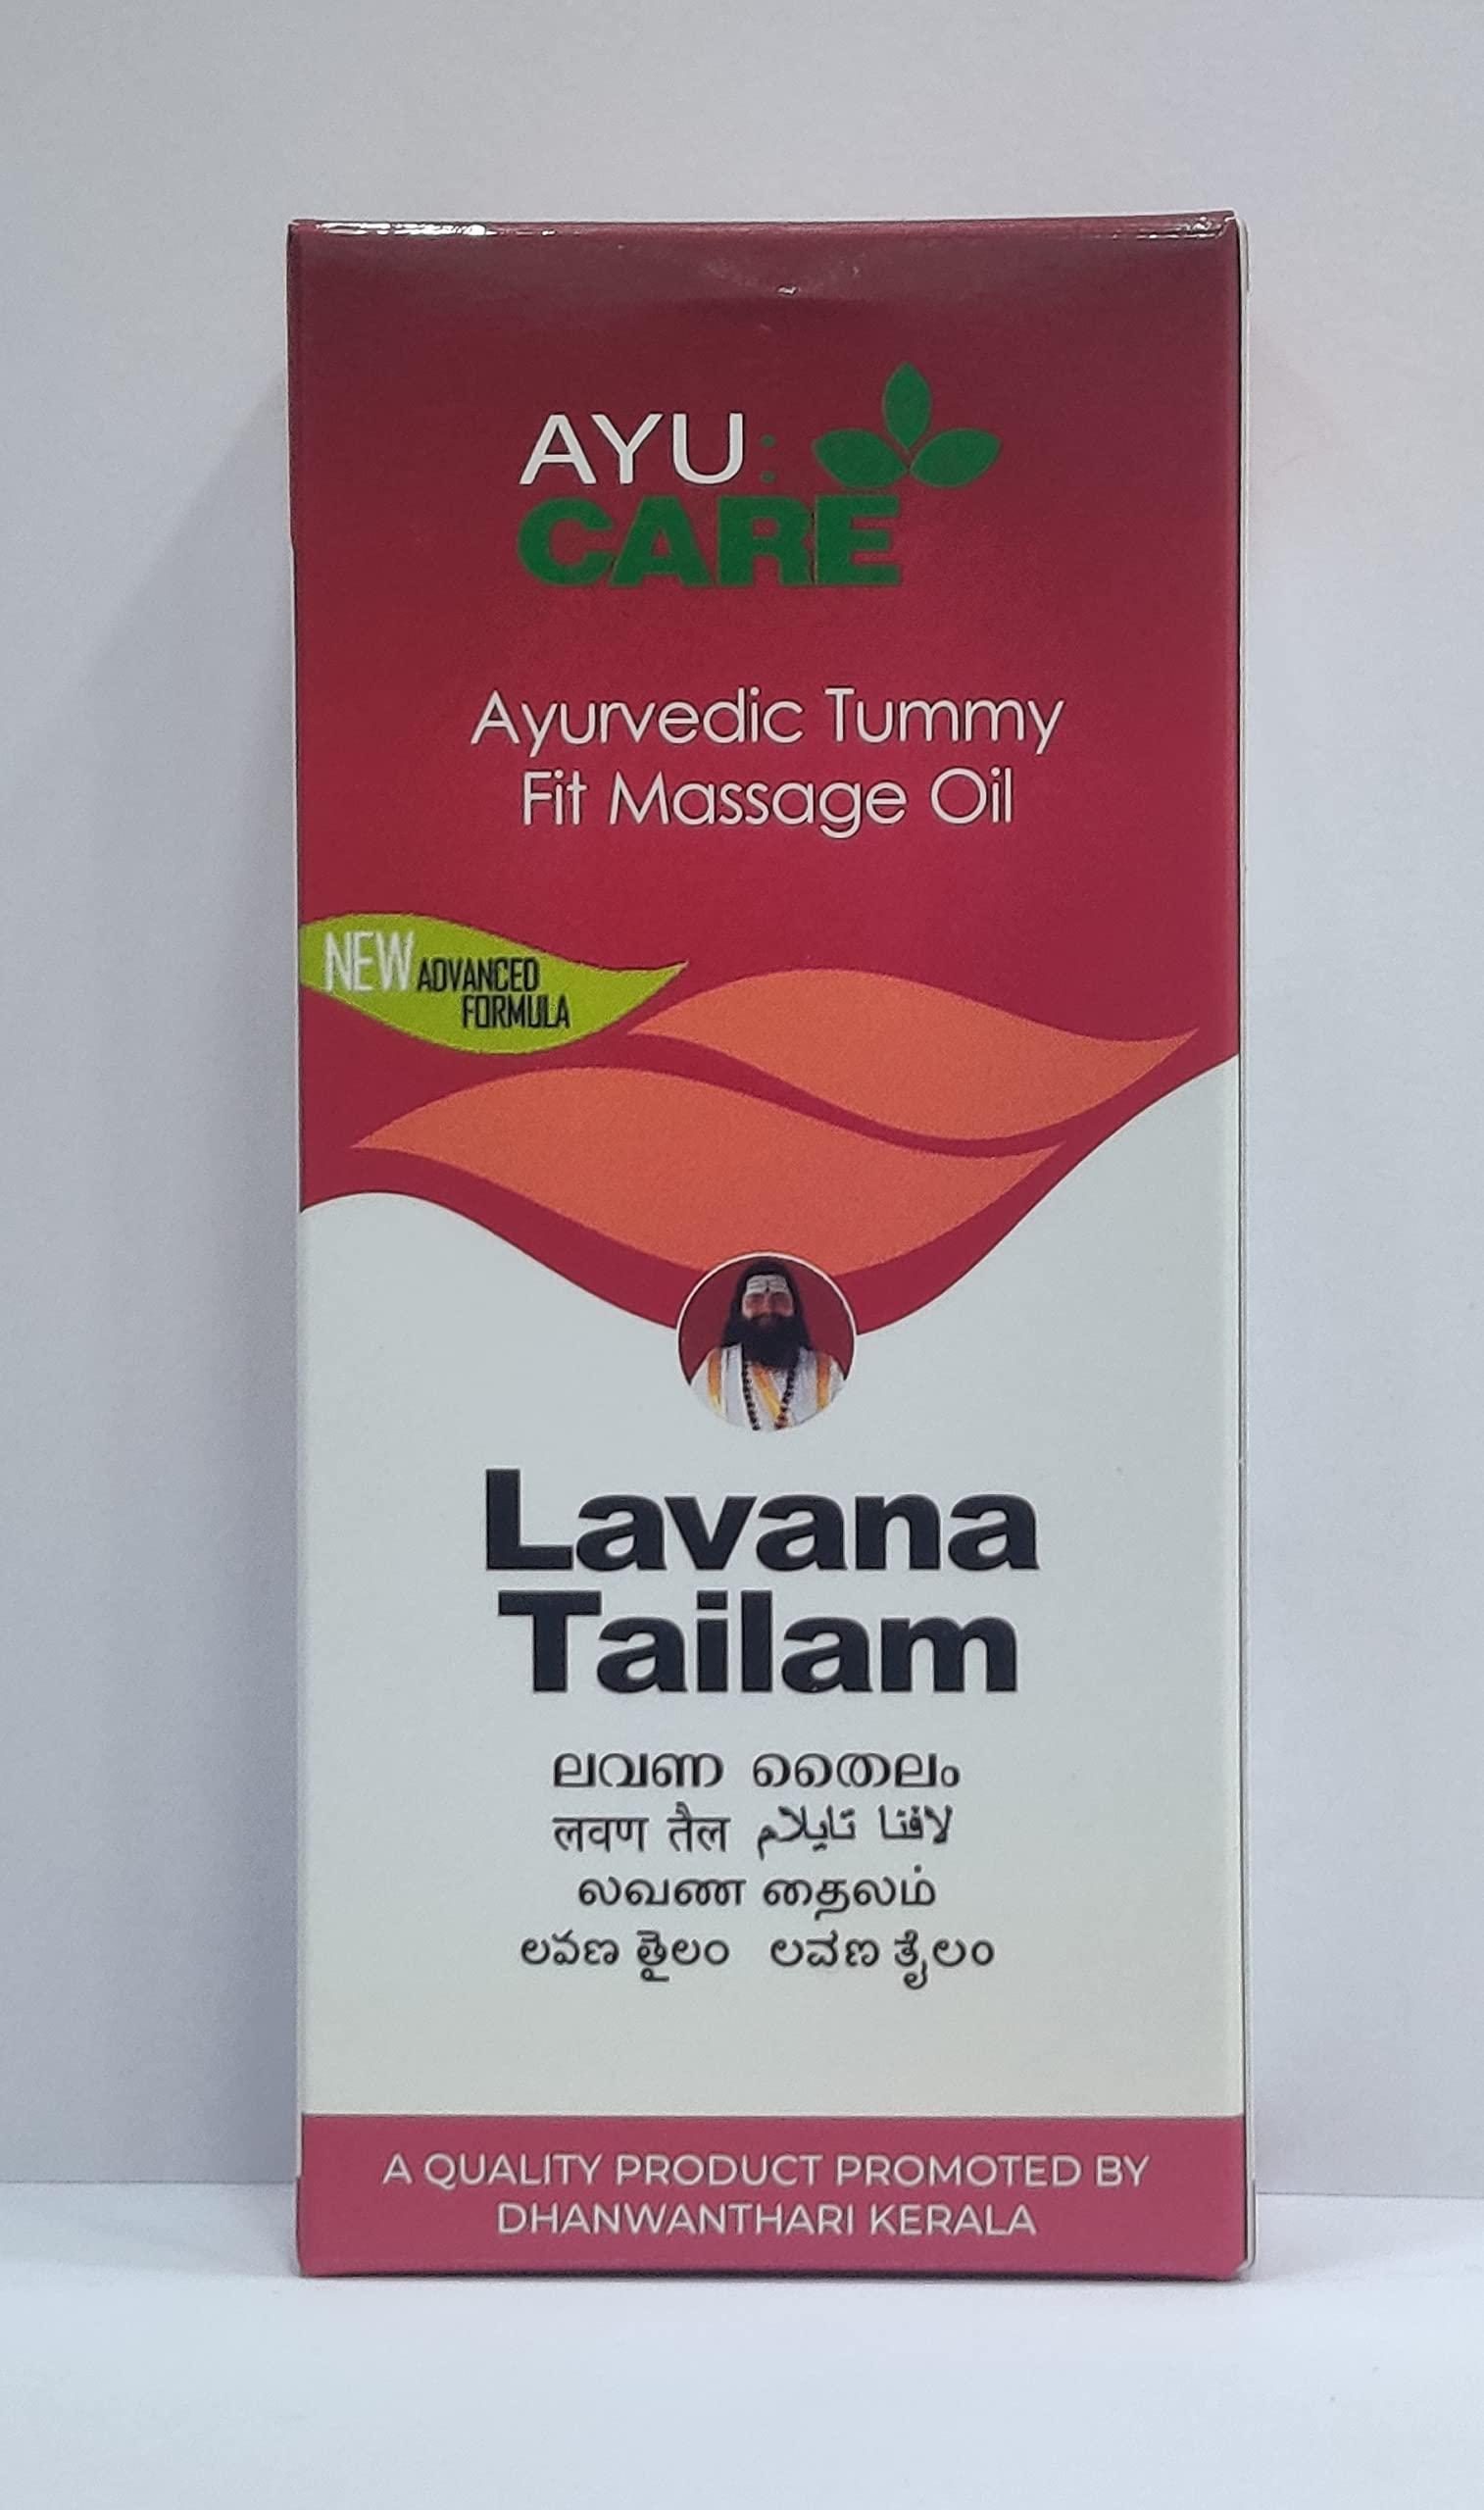 AYU:
CARE
Ayurvedic Tummy
Fit Massage Oil
NEW ADVANCED
FORMULA
Lavana
Tailam
ലവണ തൈലം
लवण तैल لافنا تايلام
லவண தைலம்
లవణ తైలం ಲವಣ ತೈಲಂ
A QUALITY PRODUCT PROMOTED BY
DHANWANTHARI KERALA